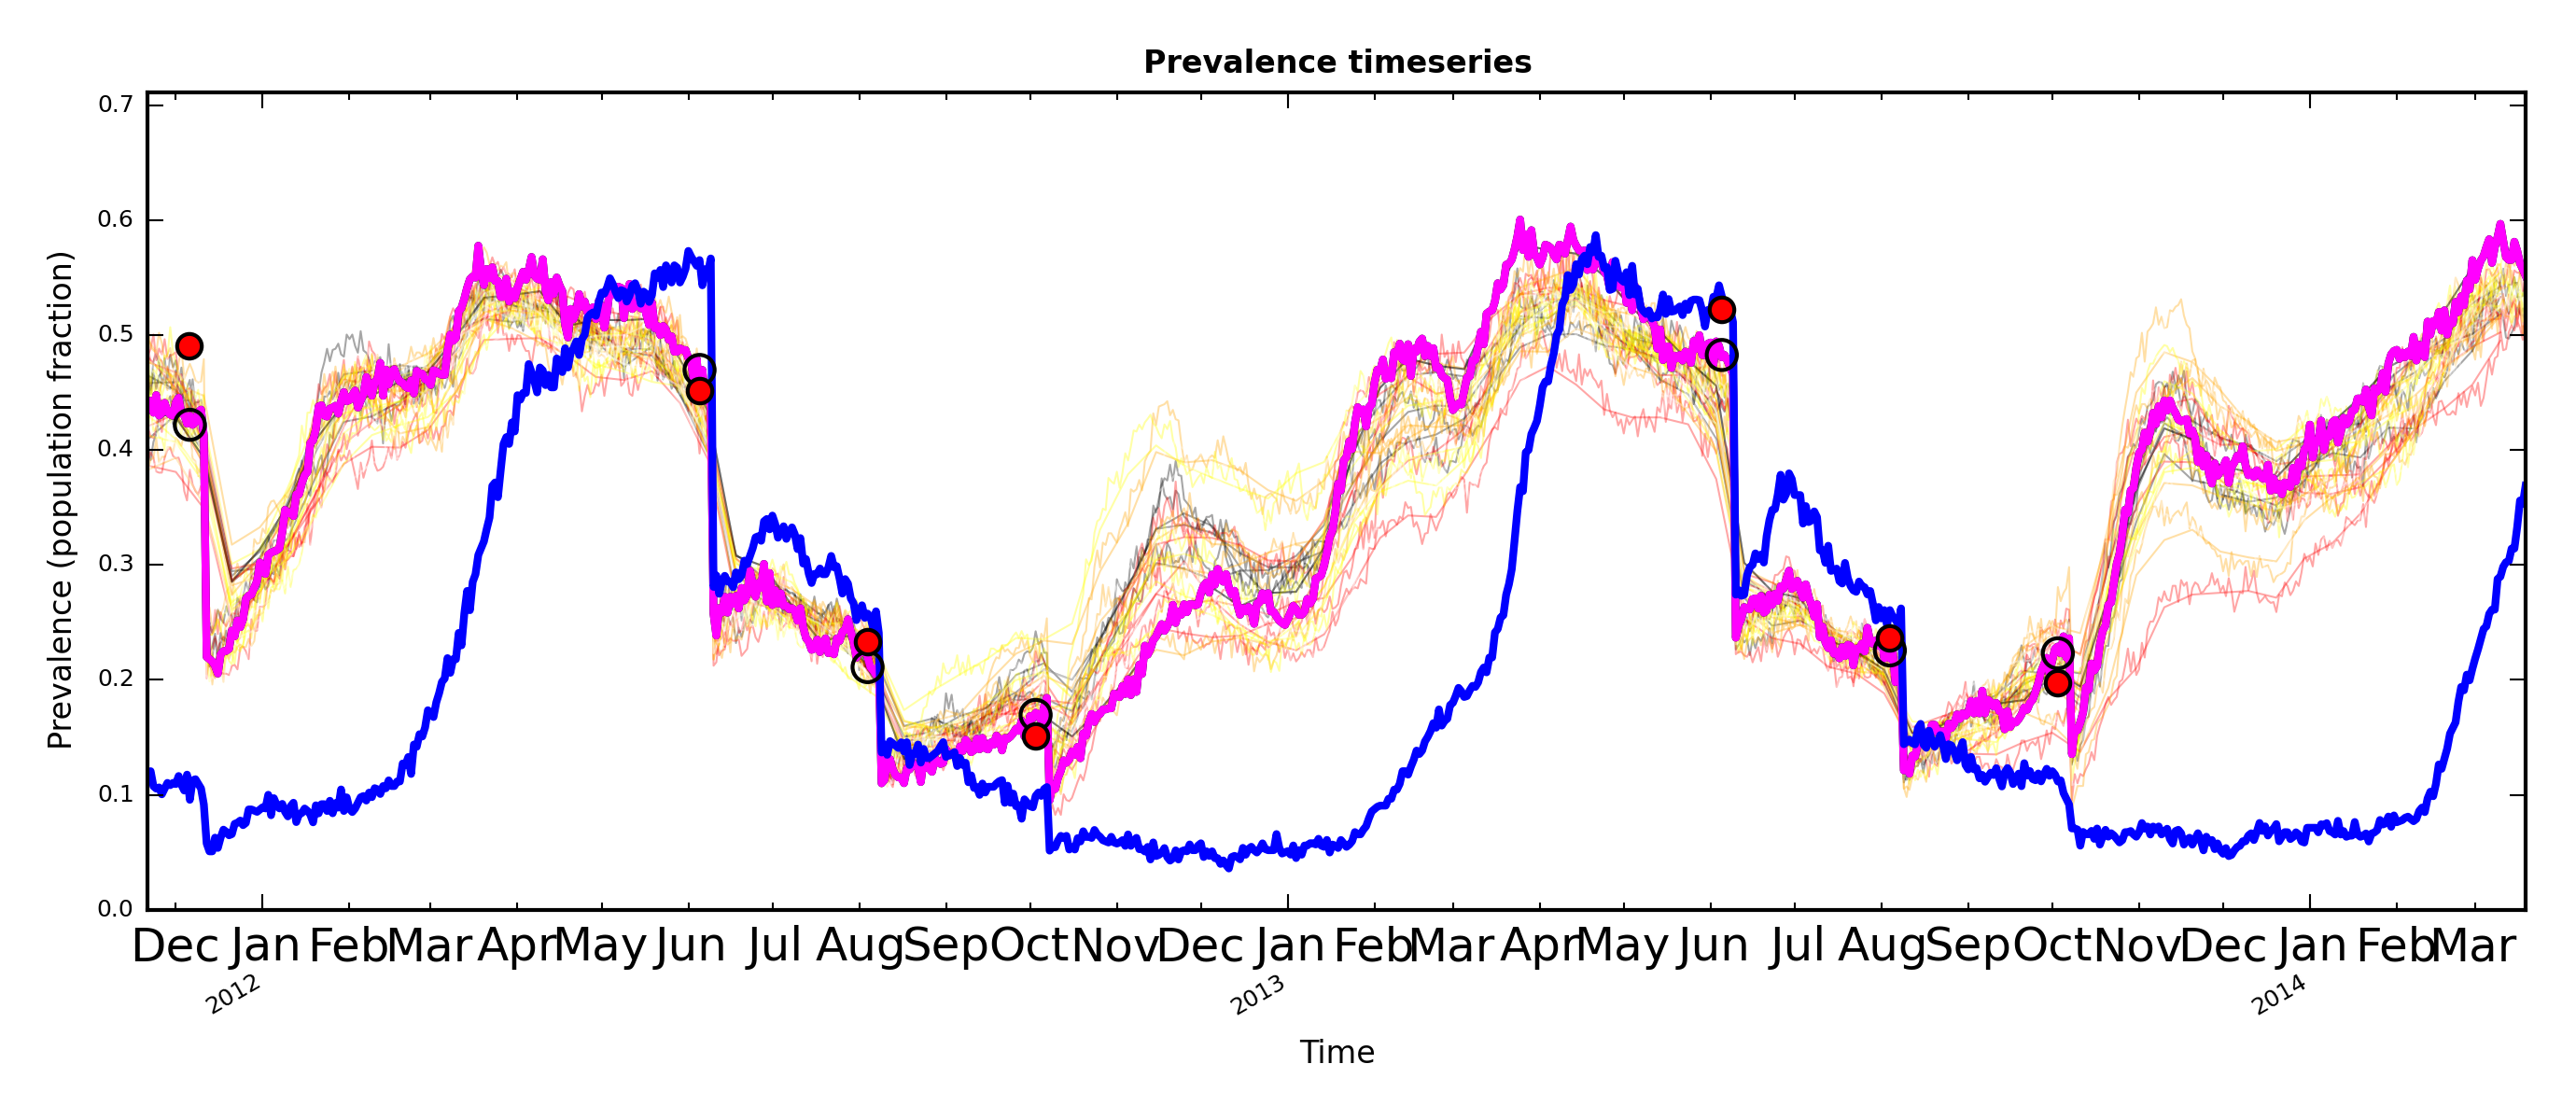 Prevalence timeseries
Prevalence (population fraction)
0.7
0.6
0.5
0.4
0.3
0.2
0.1
0.0
Dec Jan Feb Mar Apr May Jun Jul Aug Sep Oct Nov Dec Jan Feb Mar Apr May Jun Jul Aug Sep Oct Nov Dec Jan Feb Mar
2012 2013 2014
Time